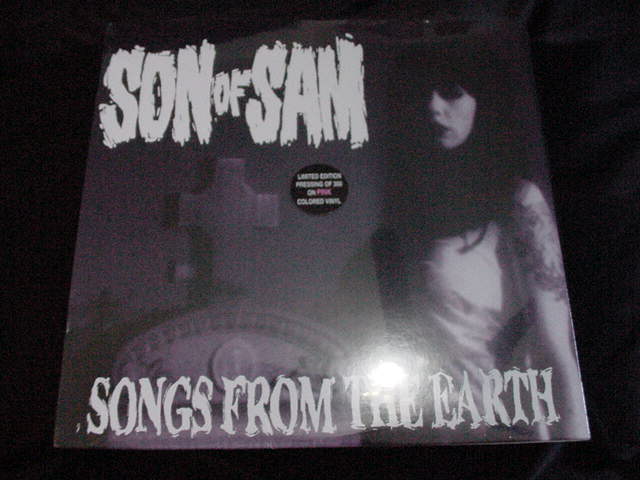 SON OF SAM
LIMITED EDITION
PRESSING OF 300
ON PINK
COLORED VINYL
SONGS FROM THE EARTH